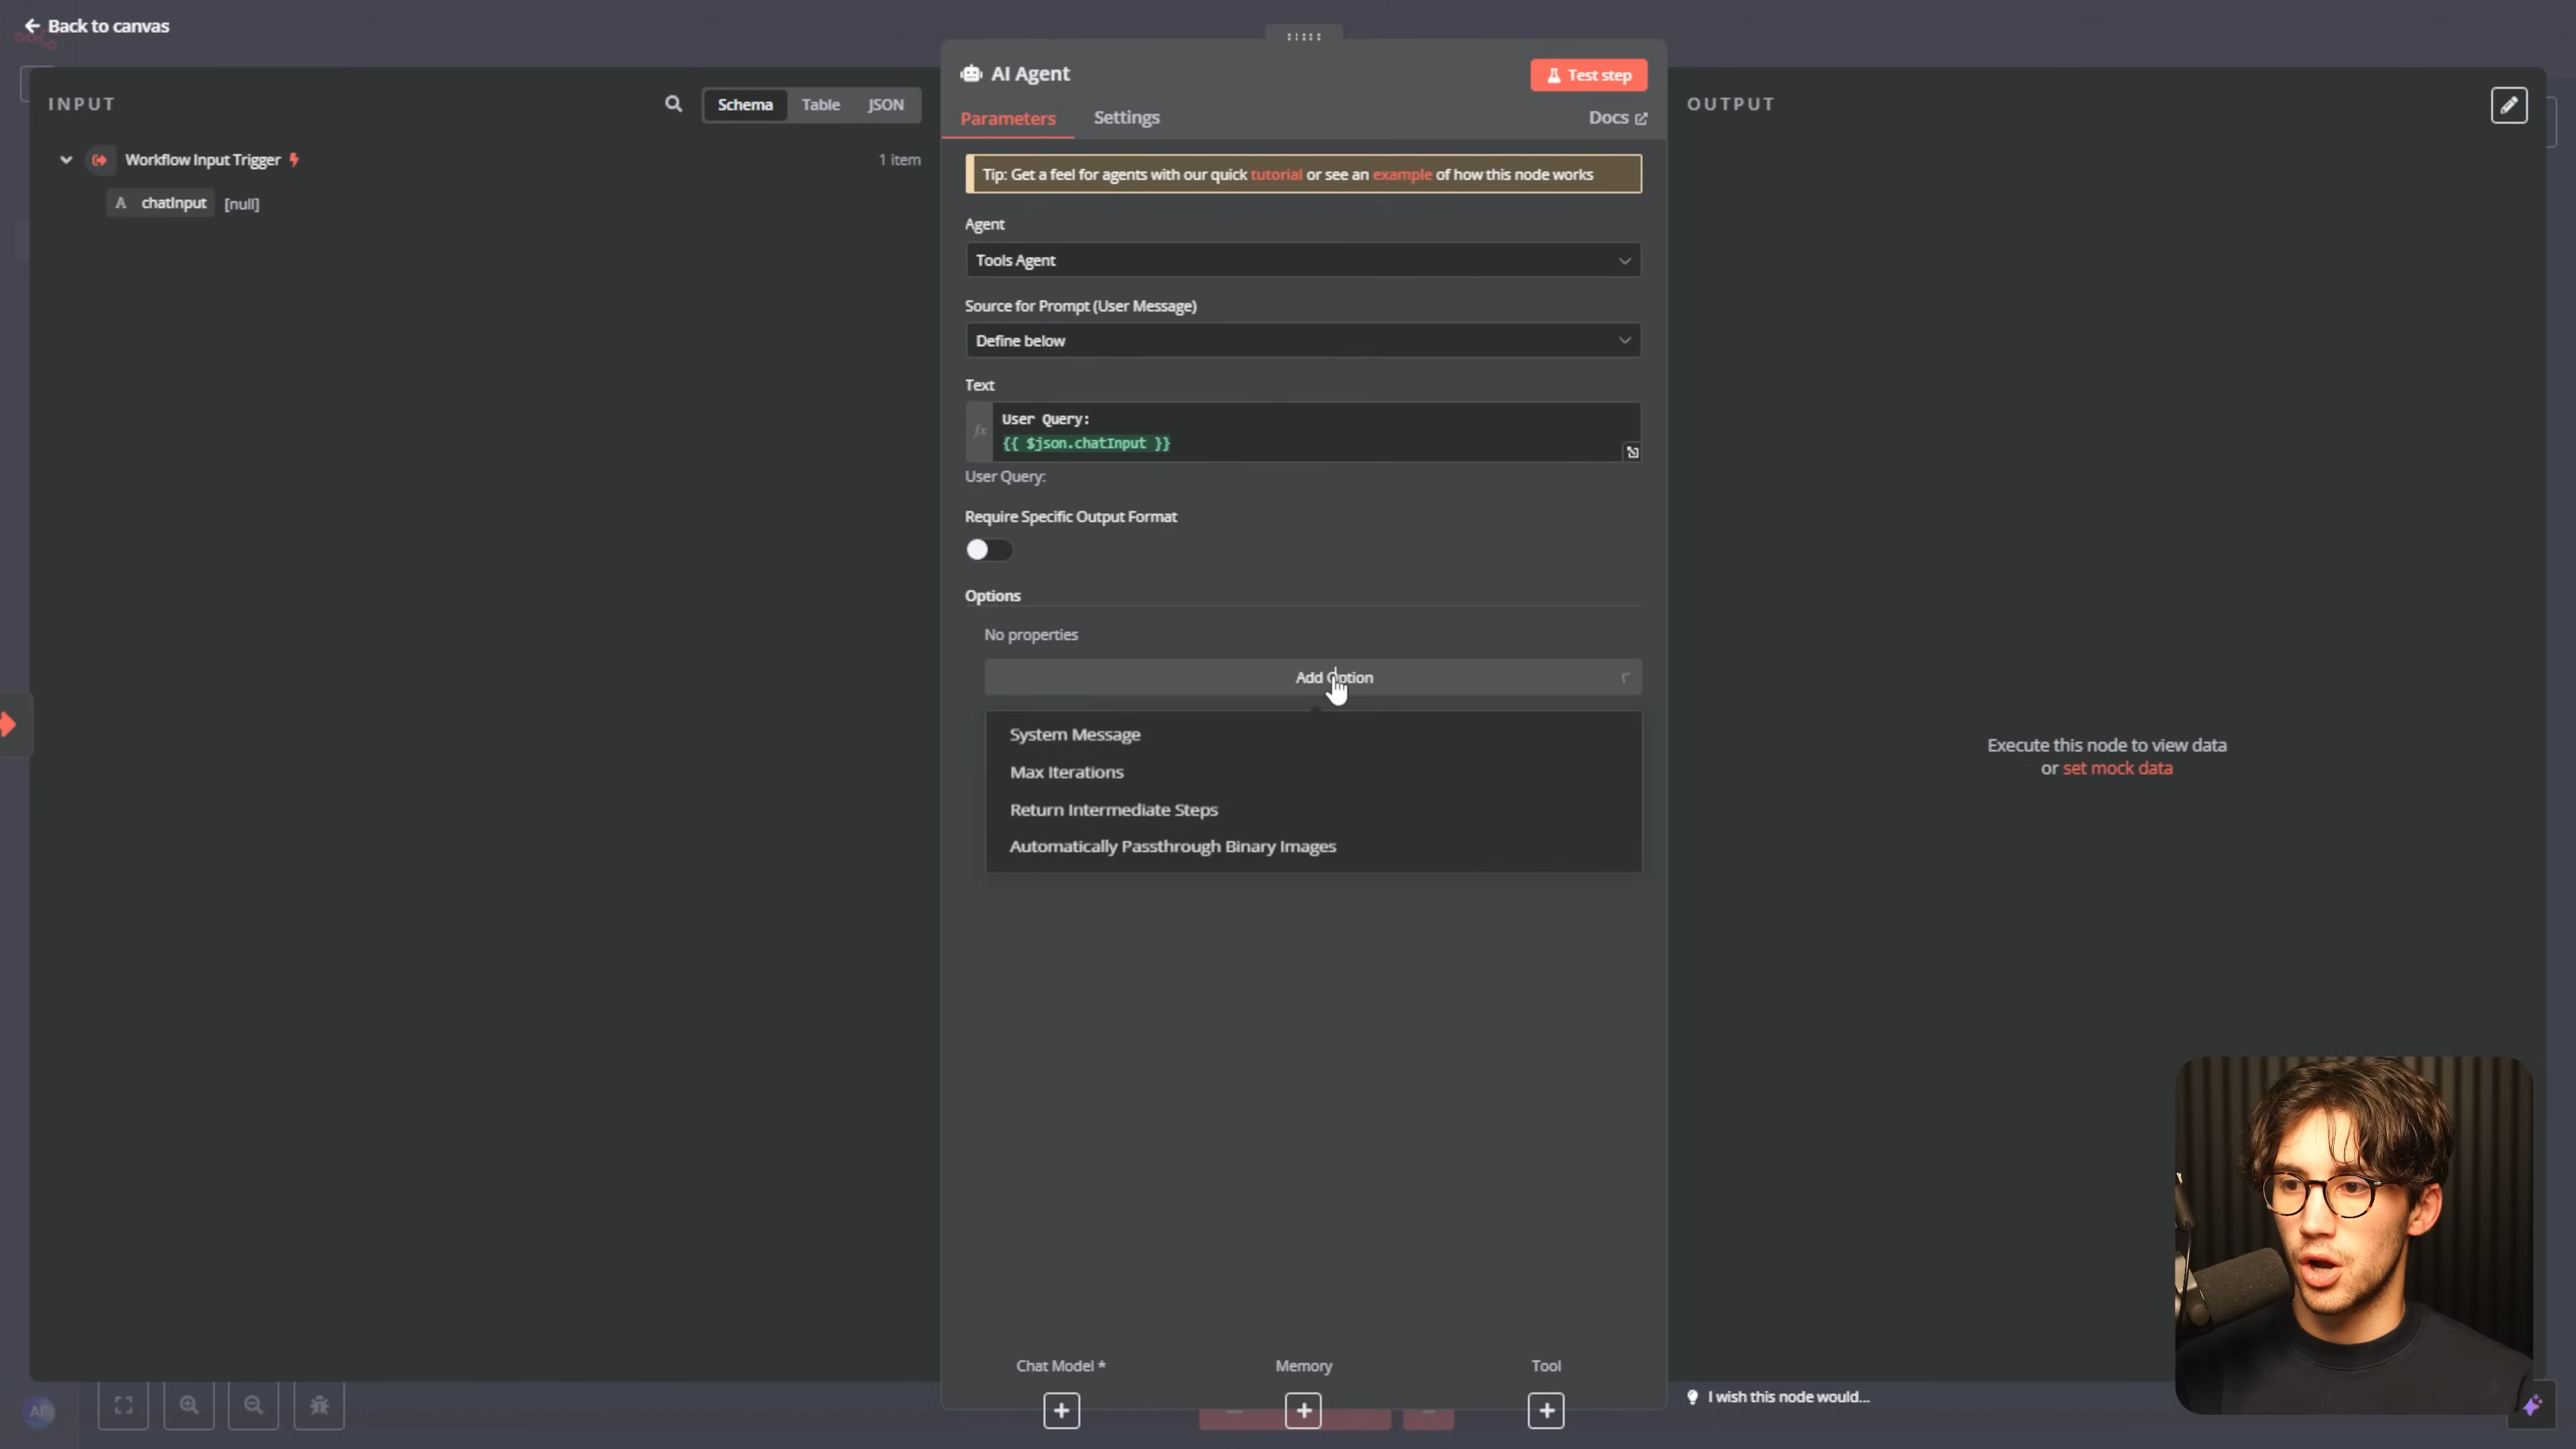 Back to canvas
INPUT
Schema
Table
JSON
Workflow Input Trigger
1 item
A
chatInput
[null]
AI Agent
Test step
Parameters
Settings
Docs
Tip: Get a feel for agents with our quick tutorial or see an example of how this node works
Agent
Tools Agent
Source for Prompt (User Message)
Define below
Text
fx
User Query:
{{ $json.chatInput }}
User Query:
Require Specific Output Format
Options
No properties
Add Option
System Message
Max Iterations
Return Intermediate Steps
Automatically Passthrough Binary Images
Chat Model *
Memory
Tool
OUTPUT
Execute this node to view data
or set mock data
I wish this node would...
AF